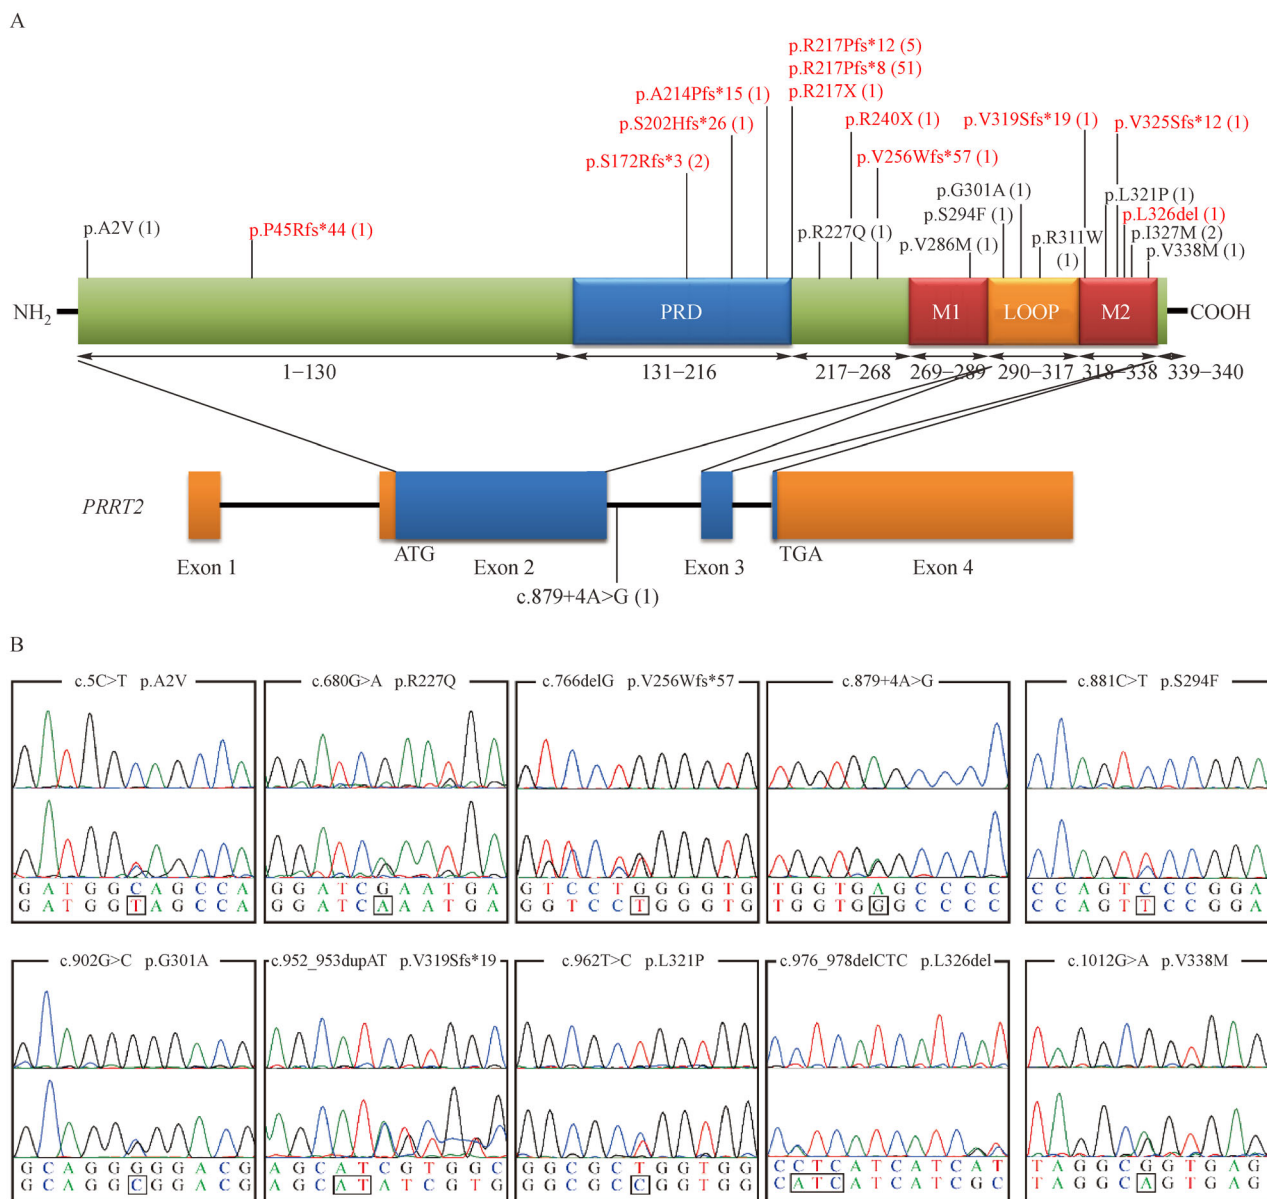 A
p.R217Pfs*12 (5)
p.R217Pfs*8 (51)
p.A214Pfs*15 (1) p.R217X (1)
p.S202Hfs*26 (1) p.R240X (1) p.V319Sfs*19 (1) p.V325Sfs*12 (1)
p.S172Rfs*3 (2) p.V256Wfs*57 (1)
p.G301A (1) p.L321P (1)
p.S294F (1) p.L326del (1)
p.A2V (1) p.P45Rfs*44 (1) p.R227Q (1) p.R311W (1) p.I327M (2)
p.V286M (1) p.V338M (1)
NH2 PRD M1 LOOP M2 COOH
1–130 131–216 217–268 269–289 290–317 318–338 339–340
PRRT2
ATG TGA
Exon 1 Exon 2 Exon 3 Exon 4
c.879+4A>G (1)
B
c.5C>T p.A2V c.680G>A p.R227Q c.766delG p.V256Wfs*57 c.879+4A>G c.881C>T p.S294F
G A T G G C A G C C A G G A T C G A A T G A G T C C T G G G G T G T G G T G A G C C C C C C A G T C C C G G A
G A T G G T A G C C A G G A T C A A A T G A G G T C C T G G G T G T G G T G G G C C C C C C A G T T C C G G A
c.902G>C p.G301A c.952_953dupAT p.V319Sfs*19 c.962T>C p.L321P c.976_978delCTC p.L326del c.1012G>A p.V338M
G C A G G G G G A C G A G C A T C G T G G C G G C G C T G G T G G C C T C A T C A T C A T T A G G C G G T G A G
G C A G G C G G A C G A G C A T A T C G T G G G C G C C G G T G G C A T C A T C A T C G C T A G G C A G T G A G